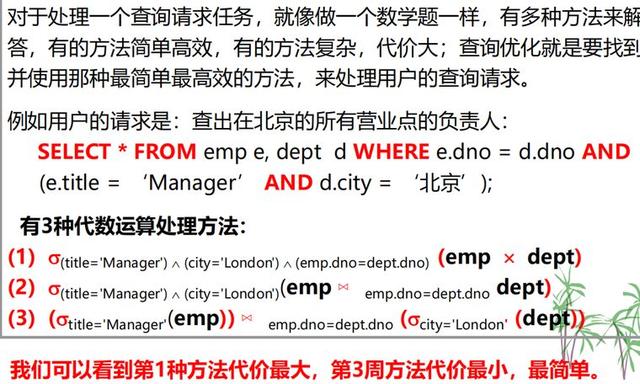 对于处理一个查询请求任务，就像做一个数学题一样，有多种方法来解
答，有的方法简单高效，有的方法复杂，代价大；查询优化就是要找到
并使用那种最简单最高效的方法，来处理用户的查询请求。
例如用户的请求是：查出在北京的所有营业点的负责人：
SELECT * FROM emp e, dept d WHERE e.dno = d.dno AND
(e.title = ‘Manager’ AND d.city = ‘北京’);
有3种代数运算处理方法：
(1) σ(title='Manager') ∧ (city='London') ∧ (emp.dno=dept.dno) (emp × dept)
(2) σ(title='Manager') ∧ (city='London')(emp ⋈ emp.dno=dept.dno dept)
(3) (σtitle='Manager'(emp)) ⋈ emp.dno=dept.dno (σcity='London' (dept))
我们可以看到第1种方法代价最大，第3周方法代价最小，最简单。